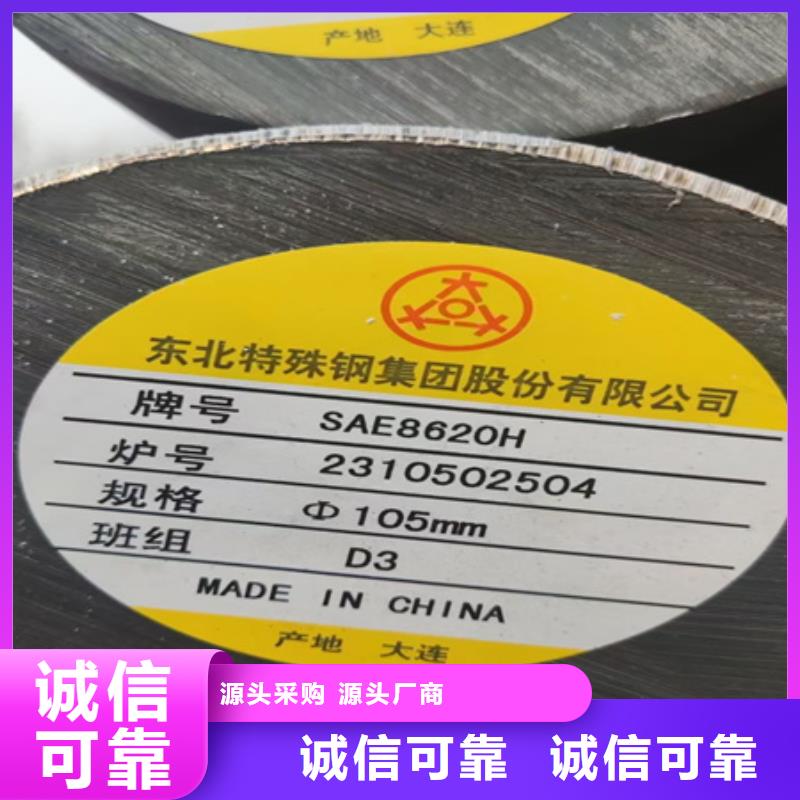 产地 大连
东北特殊钢集团股份有限公司
牌号 SAE8620H
炉号 2310502504
规格 Φ105mm
班组 D3
MADE IN CHINA
产地 大连
诚信
可靠
源头采购 源头厂商
诚信可靠 诚信可靠